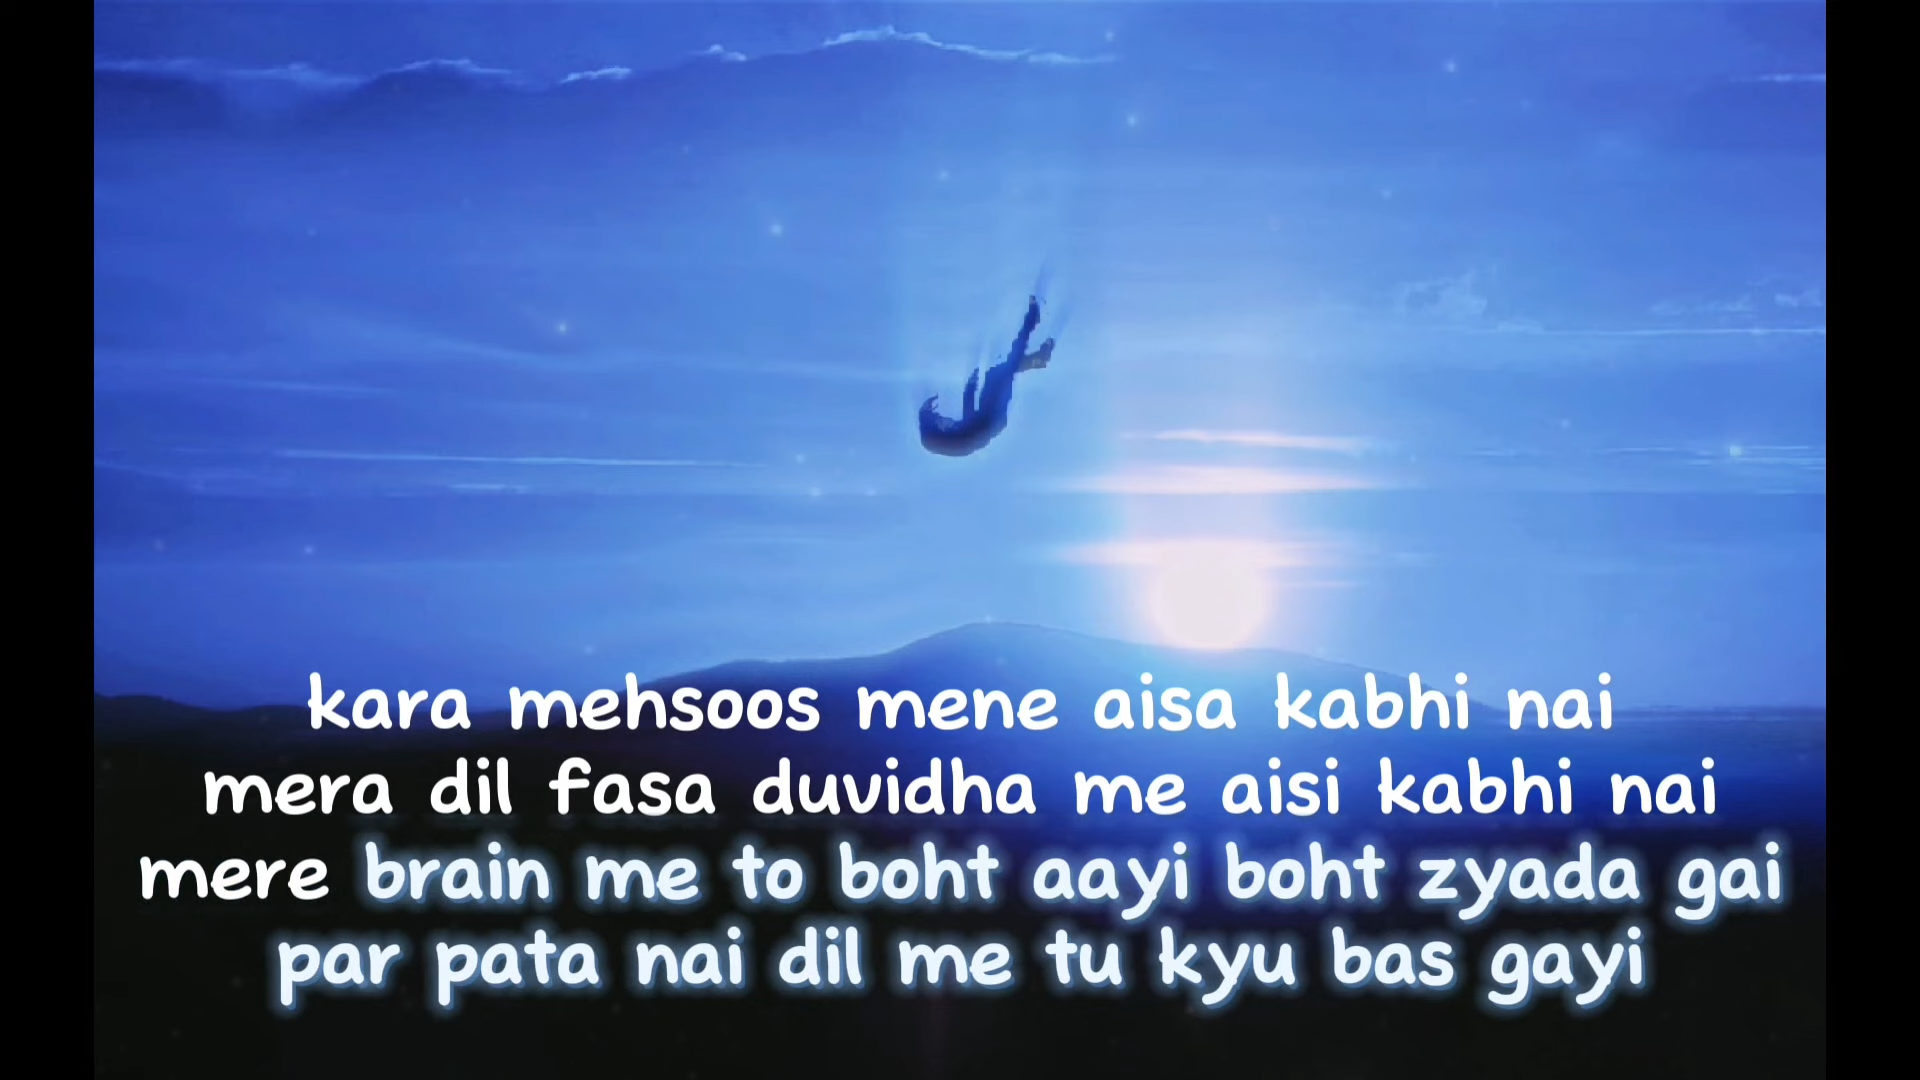 kara mehsoos mene aisa kabhi nai
mera dil fasa duvidha me aisi kabhi nai
mere brain me to boht aayi boht zyada gai
par pata nai dil me tu kyu bas gayi